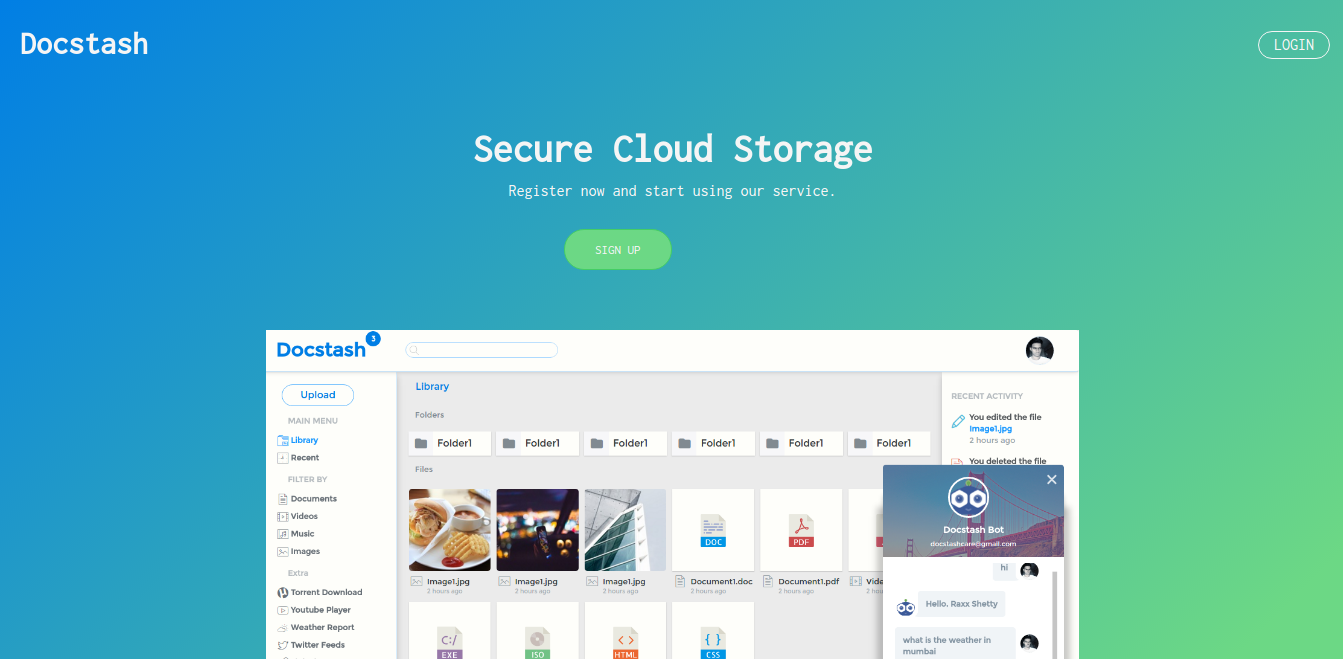 Docstash
LOGIN
Secure Cloud Storage
Register now and start using our service.
SIGN UP
Docstash
3
Upload
MAIN MENU
Library
Recent
FILTER BY
Documents
Videos
Music
Images
Extra
Torrent Download
Youtube Player
Weather Report
Twitter Feeds
Library
Folders
Folder1
Folder1
Folder1
Folder1
Folder1
Folder1
Files
DOC
PDF
Image1.jpg
2 hours ago
Image1.jpg
2 hours ago
Image1.jpg
2 hours ago
Document1.doc
2 hours ago
Document1.pdf
2 hours ago
Vide
2 hou
C:/
EXE
ISO
< >
HTML
{ }
CSS
RECENT ACTIVITY
You edited the file
Image1.jpg
2 hours ago
You deleted the file
Docstash Bot
docstashcare@gmail.com
hi
Hello. Raxx Shetty
what is the weather in
mumbai